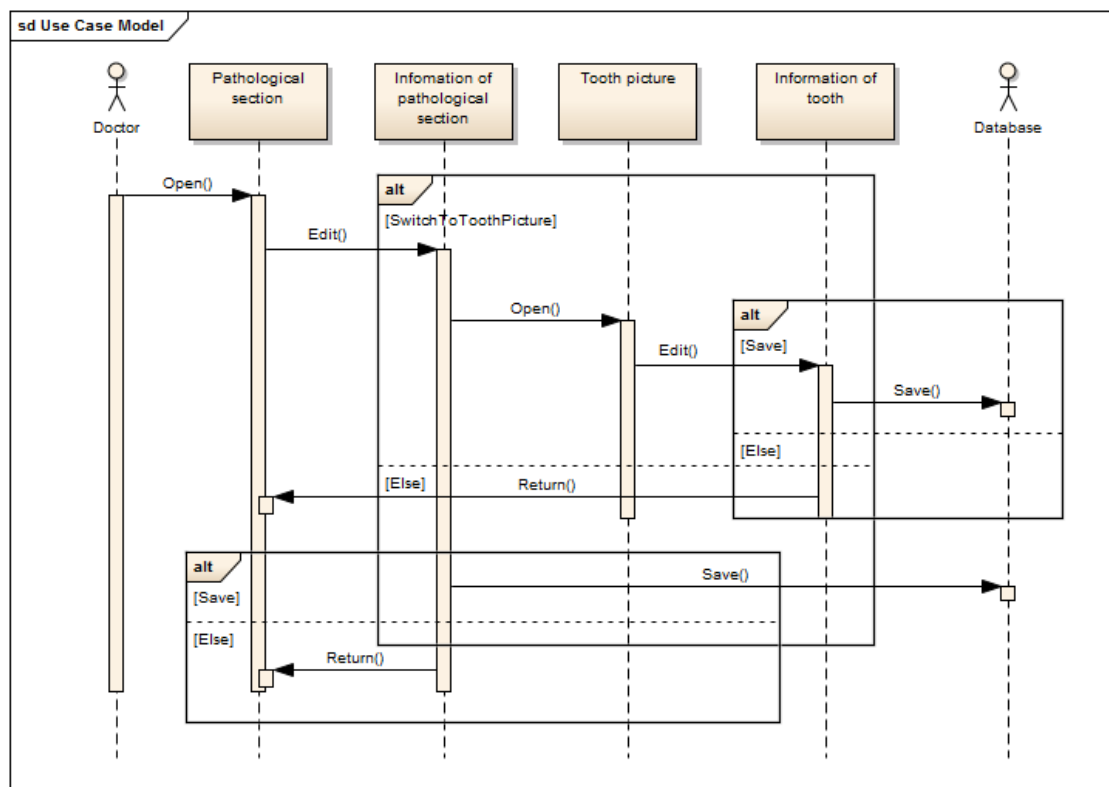 sd Use Case Model
Doctor
Pathological
section
Infomation of
pathological
section
Tooth picture
Information of
tooth
Database
Open()
alt
[SwitchToToothPicture]
Edit()
Open()
alt
[Save]
Edit()
Save()
[Else]
[Else]
Return()
alt
Save()
[Save]
[Else]
Return()